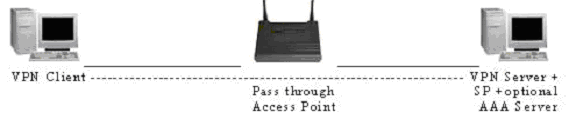 VPN Client
Pass through
Access Point
VPN Server +
SP +optional
AAA Server